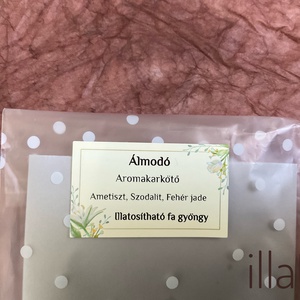 Álmodó
Aromakarkötő
Ametiszt, Szodalit, Fehér jade
Illatosítható fa gyöngy
illa